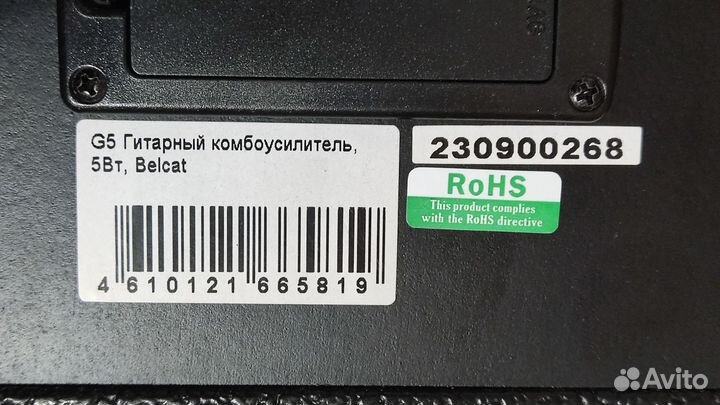 G5 Гитарный комбоусилитель,
5Вт, Belcat
4 610121 665819
230900268
RoHS
This product complies
with the RoHS directive
Avito